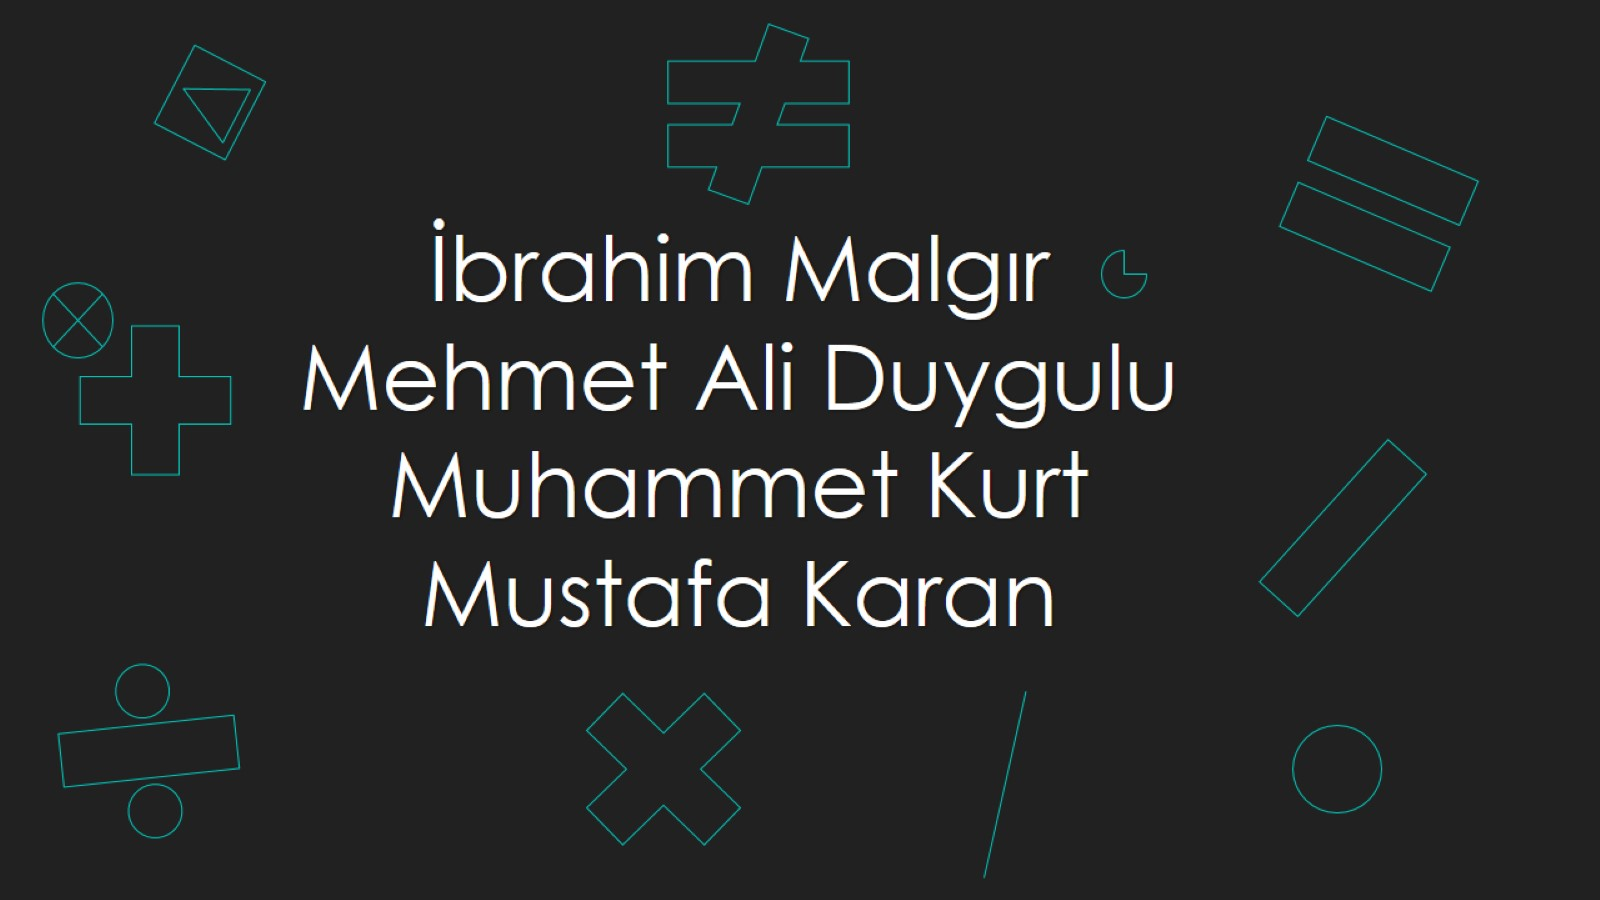 İbrahim Malgır
Mehmet Ali Duygulu
Muhammet Kurt
Mustafa Karan